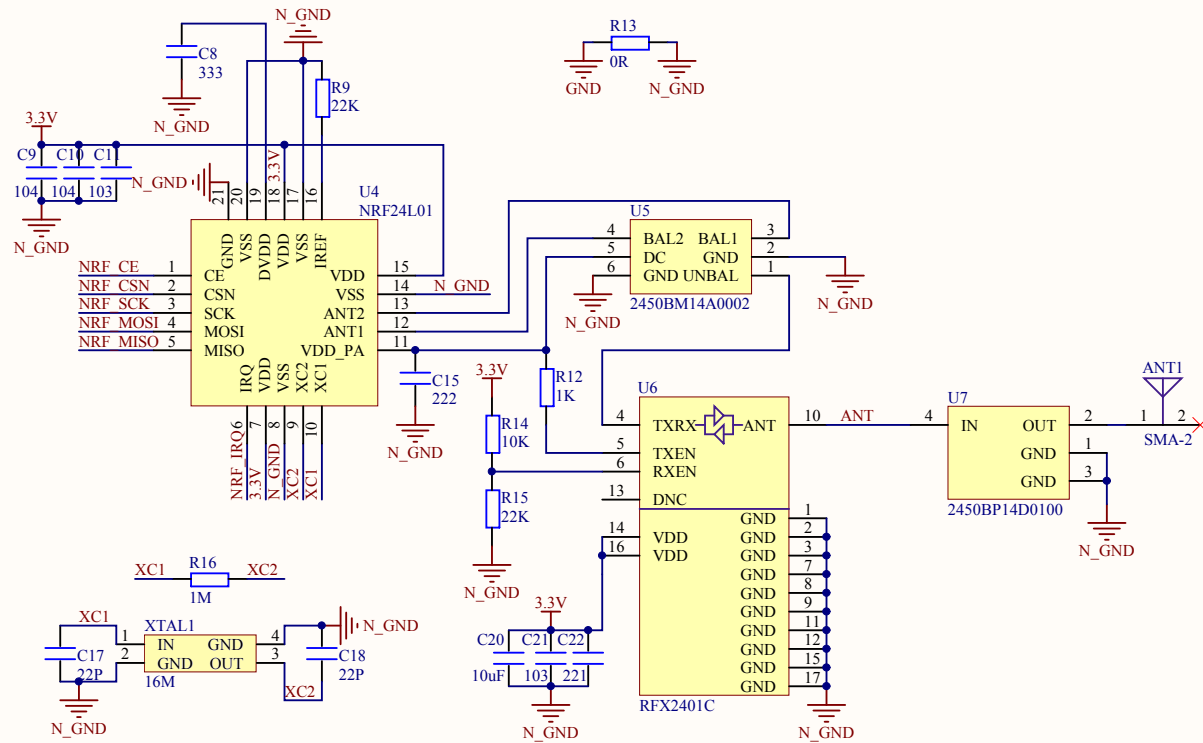 N_GND
C8
333
N_GND
R9
22K
R13
0R
GND
N_GND
3.3V
C9
C10
C11
104
104
103
N_GND
N_GND
3.3V
21
20
19
18
17
16
U4
NRF24L01
GND
VSS
DVDD
VDD
VSS
IREF
NRF_CE
1
CE
NRF_CSN
2
CSN
NRF_SCK
3
SCK
NRF_MOSI
4
MOSI
NRF_MISO
5
MISO
VDD
15
VSS
14
N_GND
ANT2
13
ANT1
12
VDD_PA
11
IRQ
VDD
VSS
XC2
XC1
6
7
8
9
10
NRF_IRQ
3.3V
N_GND
XC2
XC1
U5
4
BAL2
BAL1
3
5
DC
GND
2
6
GND
UNBAL
1
2450BM14A0002
N_GND
N_GND
C15
222
N_GND
R12
1K
3.3V
R14
10K
R15
22K
N_GND
U6
4
TXRX
ANT
10
ANT
5
TXEN
6
RXEN
13
DNC
14
VDD
16
VDD
GND
1
GND
2
GND
3
GND
7
GND
8
GND
9
GND
11
GND
12
GND
15
GND
17
RFX2401C
N_GND
U7
4
IN
OUT
2
GND
1
GND
3
2450BP14D0100
N_GND
ANT1
1
2
SMA-2
3.3V
C20
C21
C22
10uF
103
221
N_GND
XC1
R16
XC2
1M
XC1
XTAL1
1
IN
GND
4
2
GND
OUT
3
16M
C17
22P
N_GND
N_GND
C18
22P
XC2